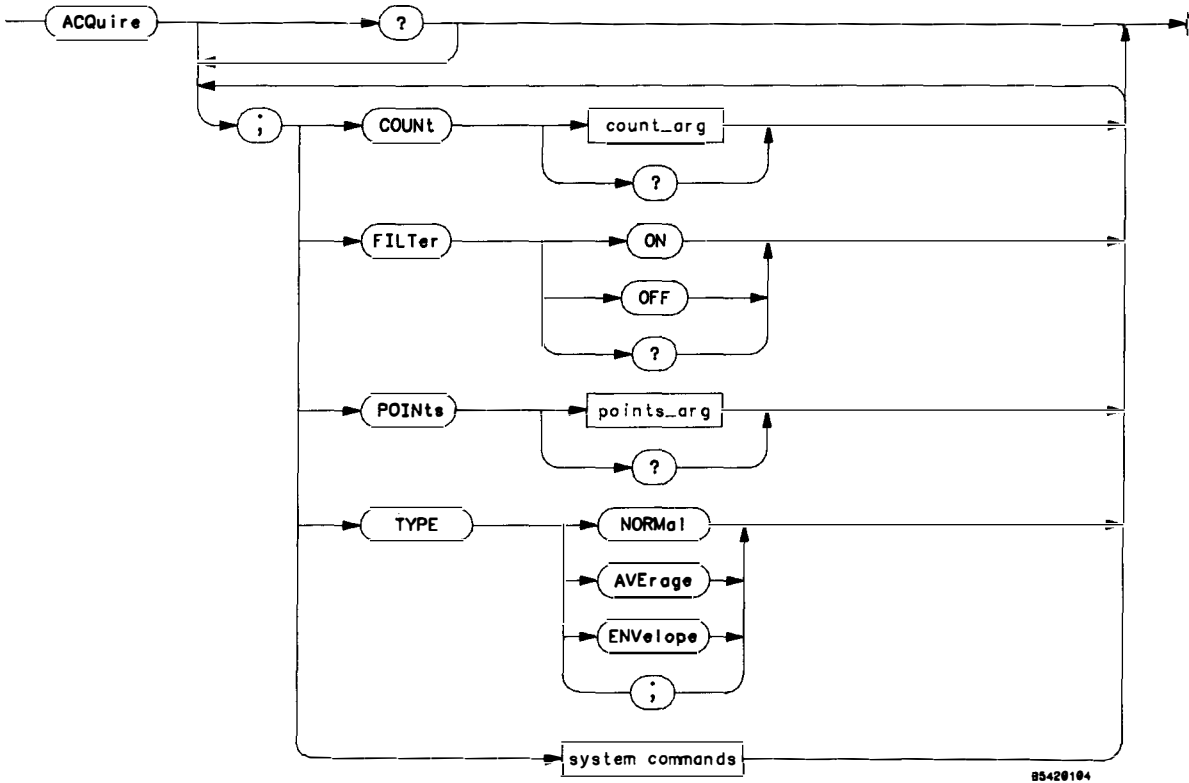 ACQuire
?
;
COUNt
count_arg
?
FILTer
ON
OFF
?
POINts
points_arg
?
TYPE
NORMal
AVErage
ENVelope
;
system commands
85420104